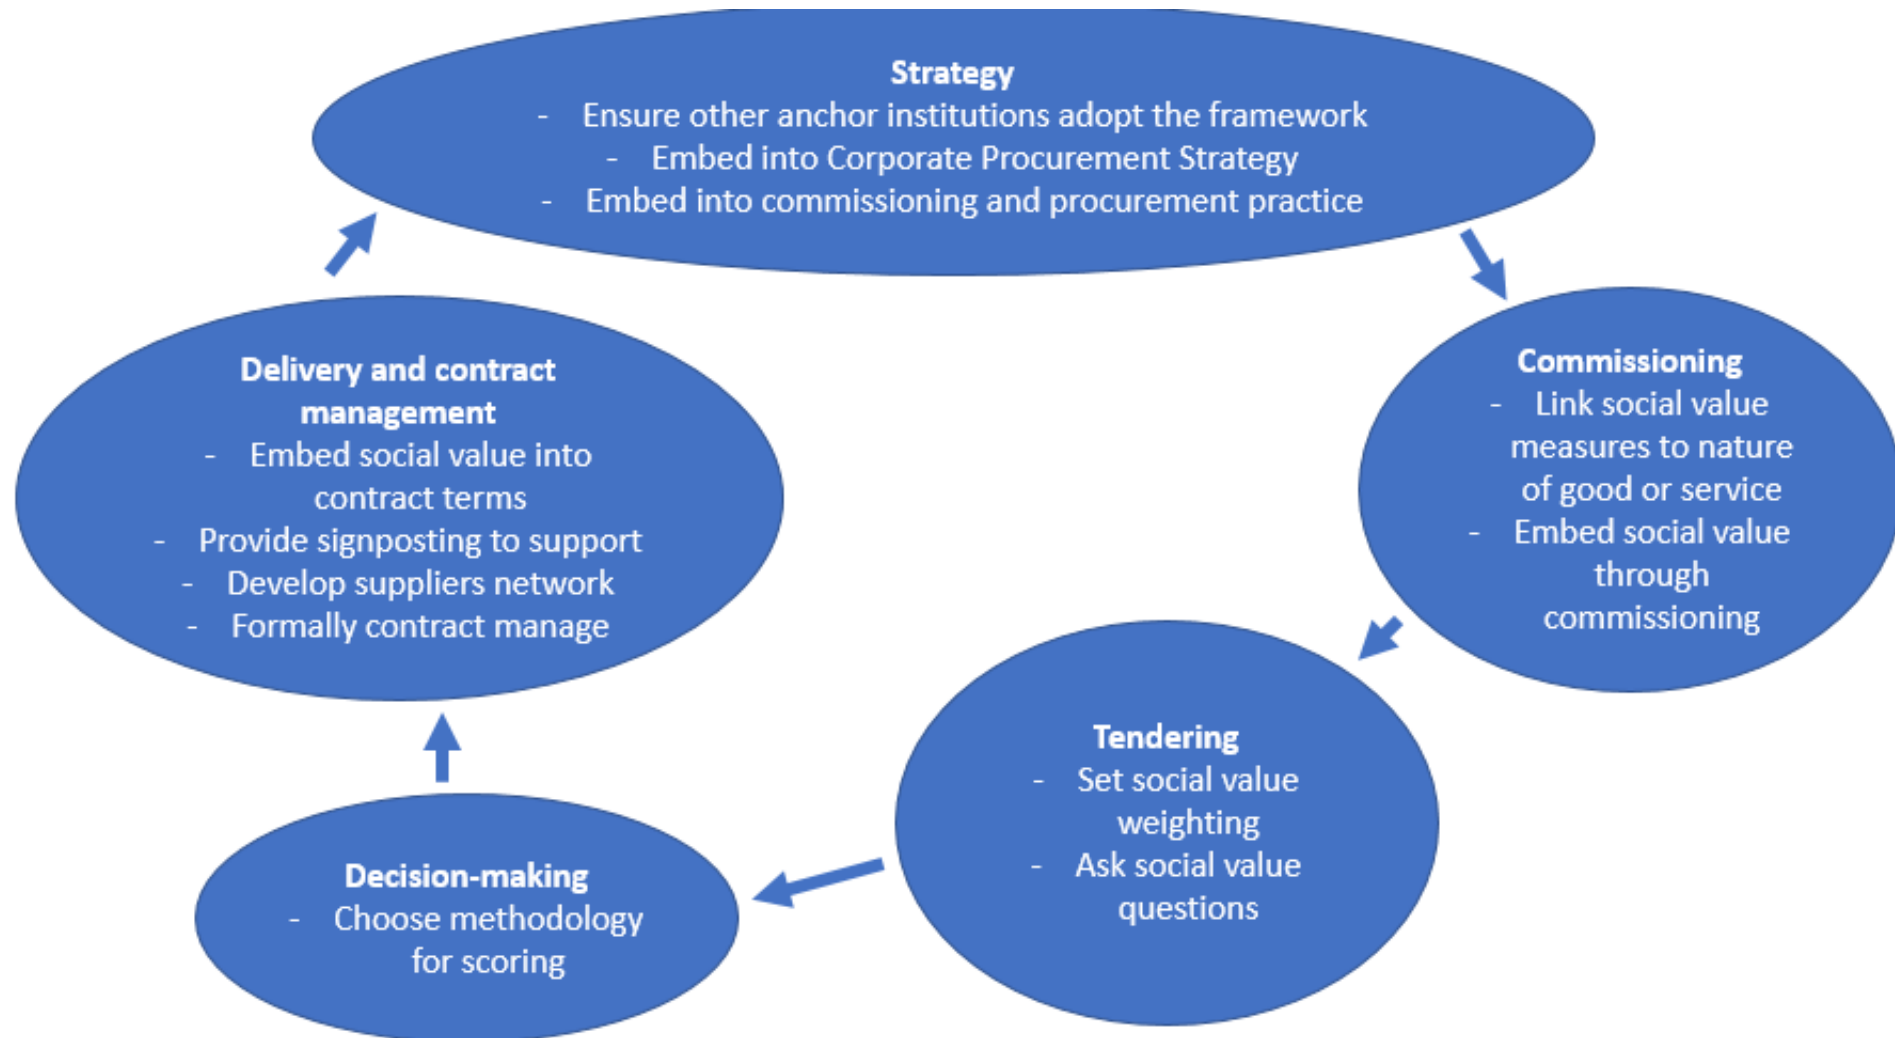 Strategy
- Ensure other anchor institutions adopt the framework
- Embed into Corporate Procurement Strategy
- Embed into commissioning and procurement practice
Commissioning
- Link social value
measures to nature
of good or service
- Embed social value
through
commissioning
Tendering
- Set social value
weighting
- Ask social value
questions
Decision-making
- Choose methodology
for scoring
Delivery and contract
management
- Embed social value into
contract terms
- Provide signposting to support
- Develop suppliers network
- Formally contract manage